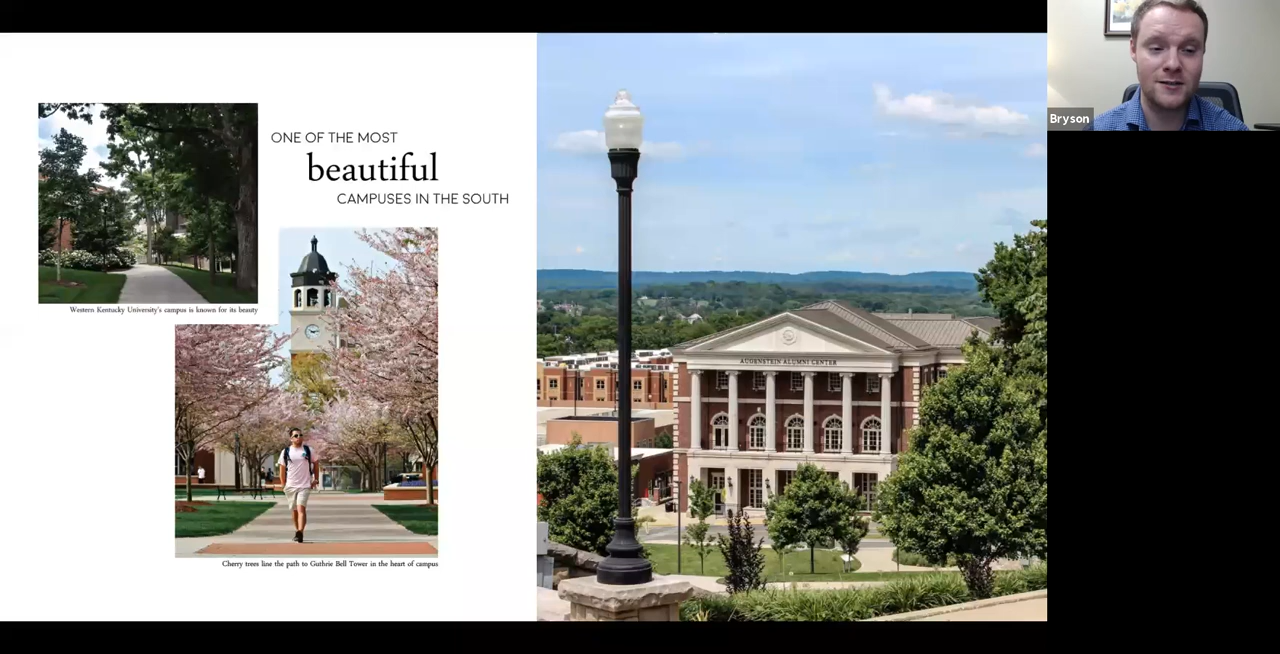 ONE OF THE MOST
beautiful
CAMPUSES IN THE SOUTH
Western Kentucky University's campus is known for its beauty
Cherry trees line the path to Guthrie Bell Tower in the heart of campus
AUGENSTEIN ALUMNI CENTER
Bryson